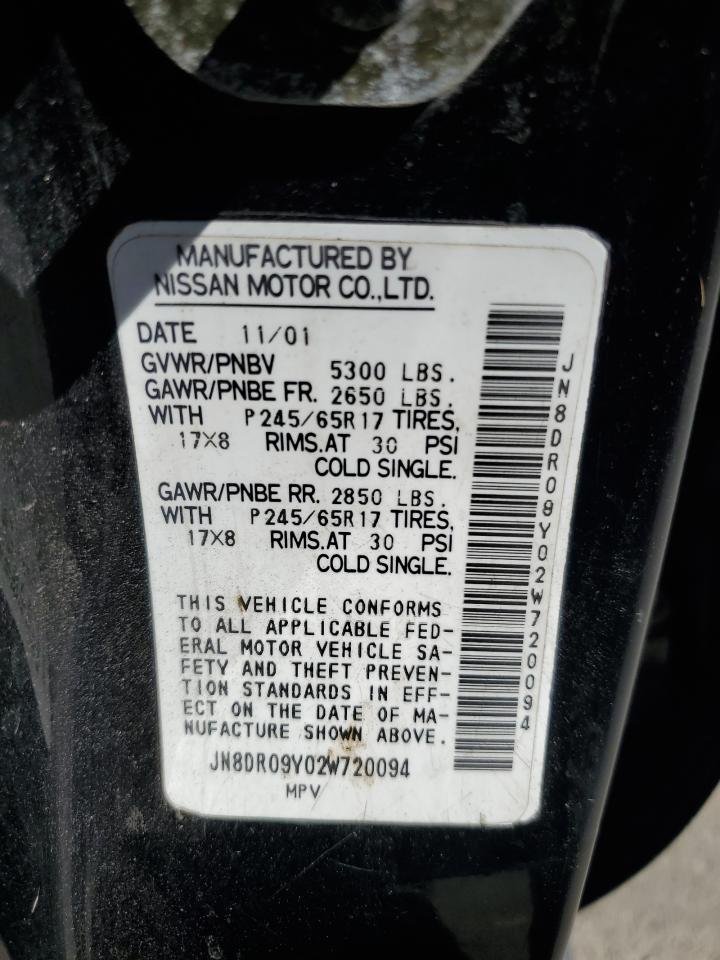 MANUFACTURED BY
NISSAN MOTOR CO.,LTD.
DATE 11/01
GVWR/PNBV 5300 LBS.
GAWR/PNBE FR. 2650 LBS.
WITH P245/65R17 TIRES,
17X8 RIMS.AT 30 PSI
COLD SINGLE.
GAWR/PNBE RR. 2850 LBS.
WITH P245/65R17 TIRES,
17X8 RIMS.AT 30 PSI
COLD SINGLE.
THIS VEHICLE CONFORMS
TO ALL APPLICABLE FED-
ERAL MOTOR VEHICLE SA-
FETY AND THEFT PREVEN-
TION STANDARDS IN EFF-
ECT ON THE DATE OF MA-
NUFACTURE SHOWN ABOVE.
JN8DR09Y02W720094
MPV
JN8DR09Y02W720094